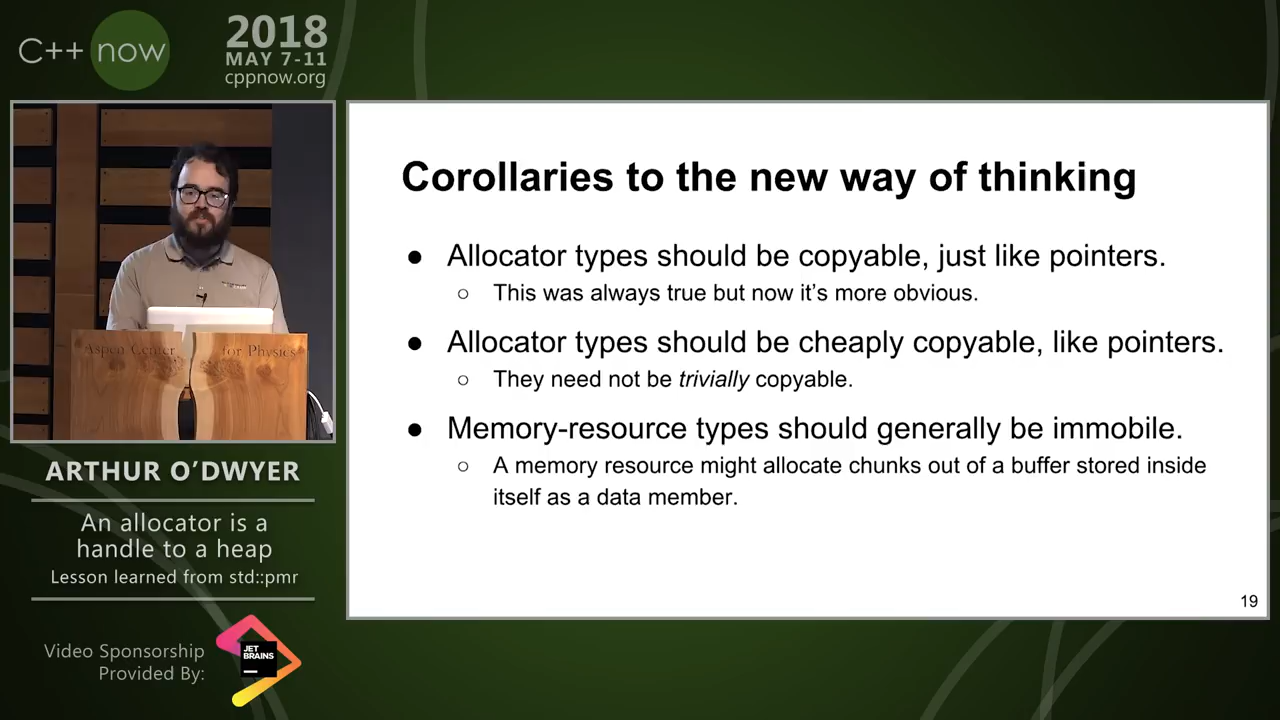 C++ now
2018
MAY 7-11
cppnow.org
Aspen Center for Physics
ARTHUR O'DWYER
An allocator is a
handle to a heap
Lesson learned from std::pmr
Video Sponsorship
Provided By:
JET
BRAINS
Corollaries to the new way of thinking
● Allocator types should be copyable, just like pointers.
○ This was always true but now it's more obvious.
● Allocator types should be cheaply copyable, like pointers.
○ They need not be trivially copyable.
● Memory-resource types should generally be immobile.
○ A memory resource might allocate chunks out of a buffer stored inside
itself as a data member.
19